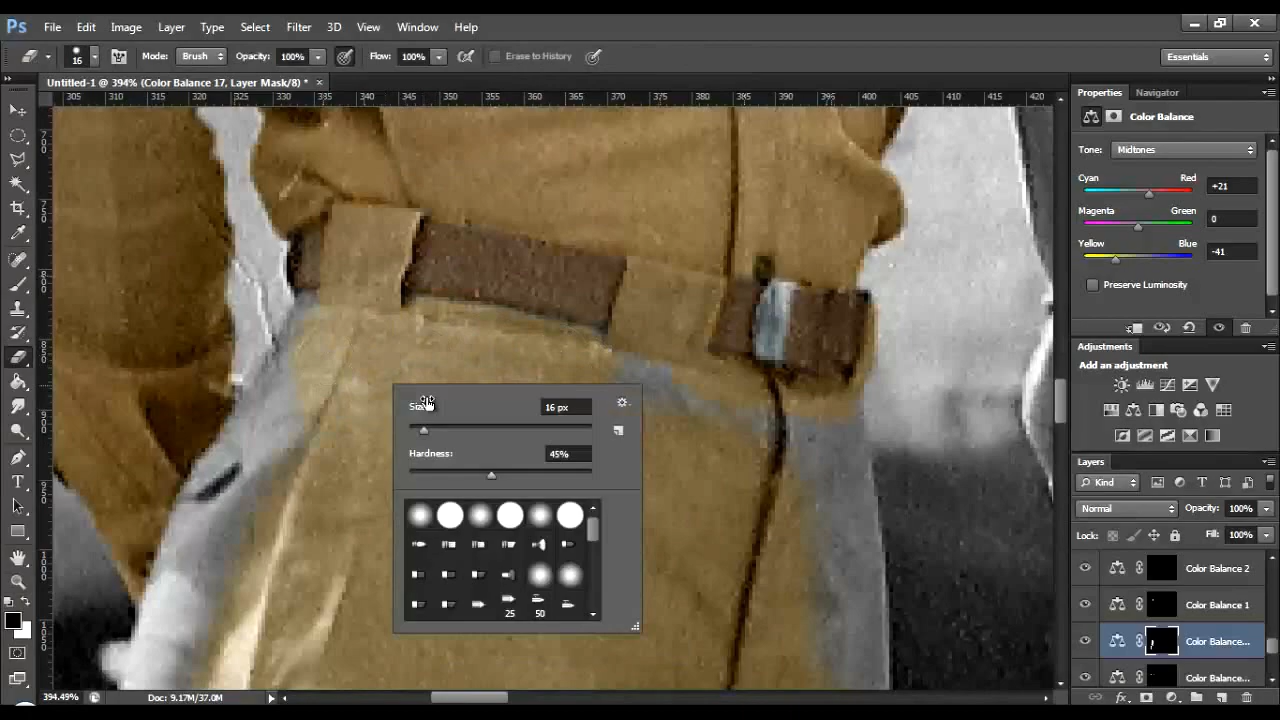 Ps File Edit Image Layer Type Select Filter 3D View Window Help
16 Mode: Brush Opacity: 100% Flow: 100% Erase to History Essentials
Untitled-1 @ 394% (Color Balance 17, Layer Mask/8) * ×
305 310 315 320 325 330 335 340 345 350 355 360 365 370 375 380 385 390 395 400 405 410 415 420
Properties Navigator
Color Balance
Tone: Midtones
Cyan Red +21
Magenta Green 0
Yellow Blue -41
Preserve Luminosity
Adjustments
Add an adjustment
Size: 16 px
Hardness: 45%
25 50
Layers
Kind
Normal Opacity: 100%
Lock: Fill: 100%
Color Balance 2
Color Balance 1
Color Balance...
Color Balance...
394.49% Doc: 9.17M/37.0M